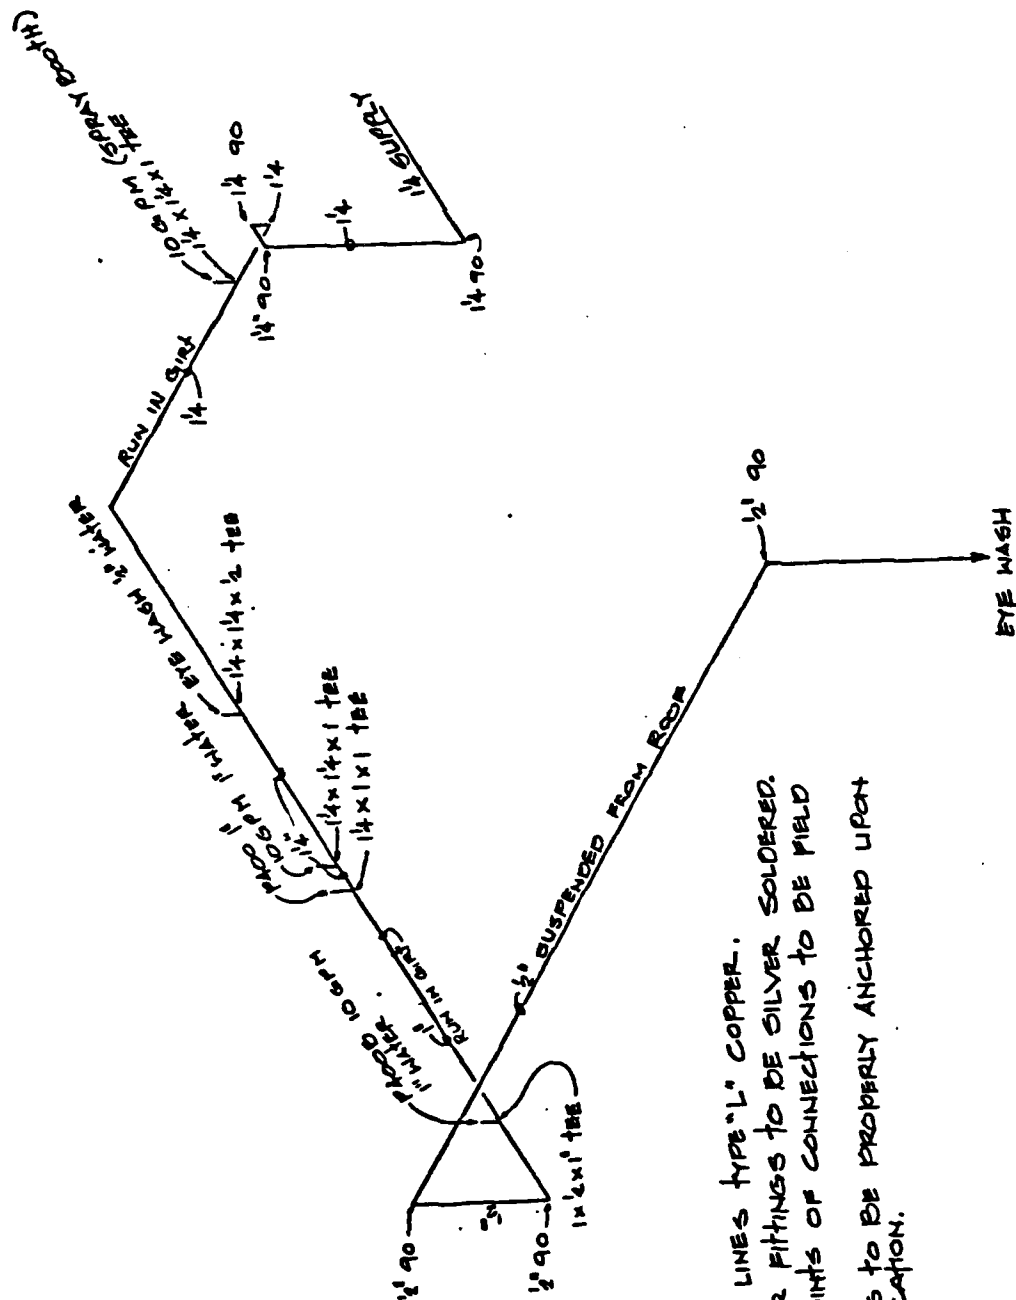 10 GPM (SPRAY BOOTH)
1¼ x 1¼ x 1 TEE
1¼ 90
1¼
1¼ SUPPLY
1¼
1¼" 90
1¼ 90
RUN IN GIRT
1¼
EYE WASH ½" WATER
1¼ x 1¼ x ½ TEE
10 GPM 1" WATER
1¼"
P400 1"
1¼ x 1¼ x 1 TEE
1¼ x 1 x 1 TEE
P400B 10 GPM
1" WATER
1"
RUN IN GIRT
½" SUSPENDED FROM ROOF
½" 90
EYE WASH
½" 90
½"
½" 90
1 x ½ x 1" TEE
LINES TYPE "L" COPPER.
FITTINGS TO BE SILVER SOLDERED.
OF CONNECTIONS TO BE FIELD
TO BE PROPERLY ANCHORED UPON